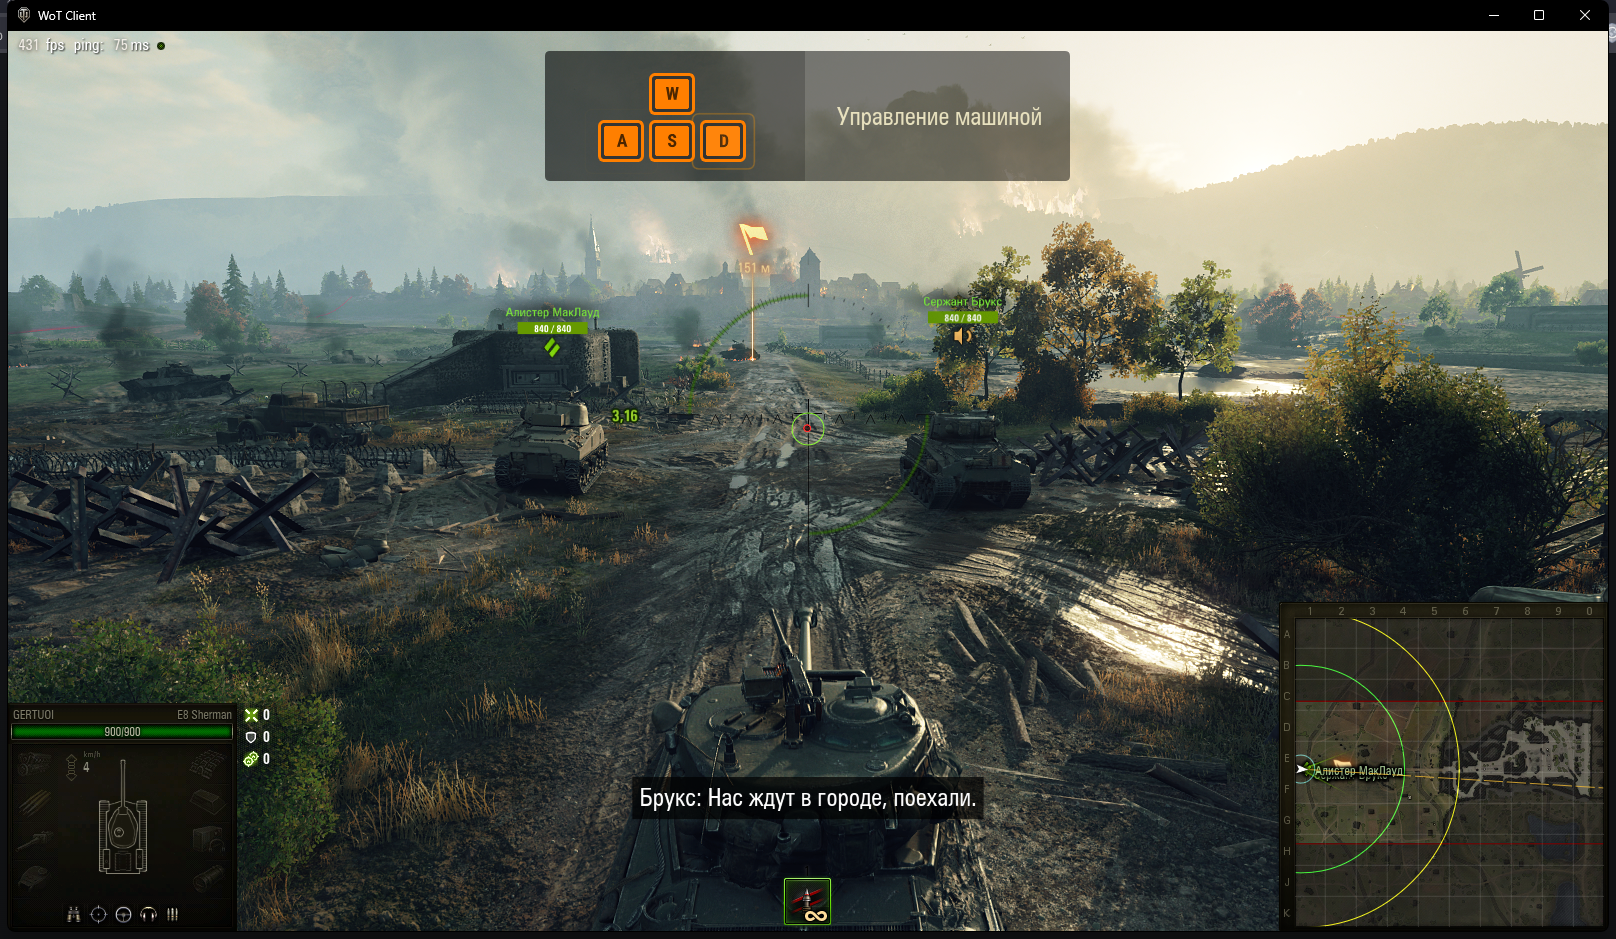 WoT Client
431 fps ping: 75 ms
W
A S D
Управление машиной
151 м
Алистер МакЛауд
840 / 840
Сержант Брукс
840 / 840
3,16
1 2 3 4 5 6 7 8 9 0
A
B
C
D
E
F
G
H
J
K
Алистер МакЛауд
Сержант Брукс
GERTUOI E8 Sherman
900/900
km/h
4
0
0
0
Брукс: Нас ждут в городе, поехали.